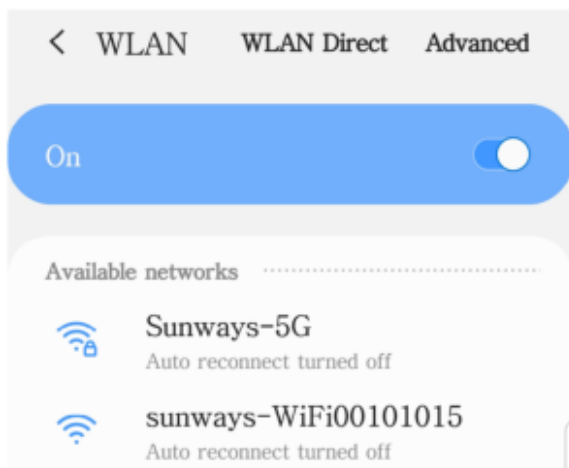 < WLAN WLAN Direct Advanced
On
Available networks
Sunways-5G
Auto reconnect turned off
sunways-WiFi00101015
Auto reconnect turned off